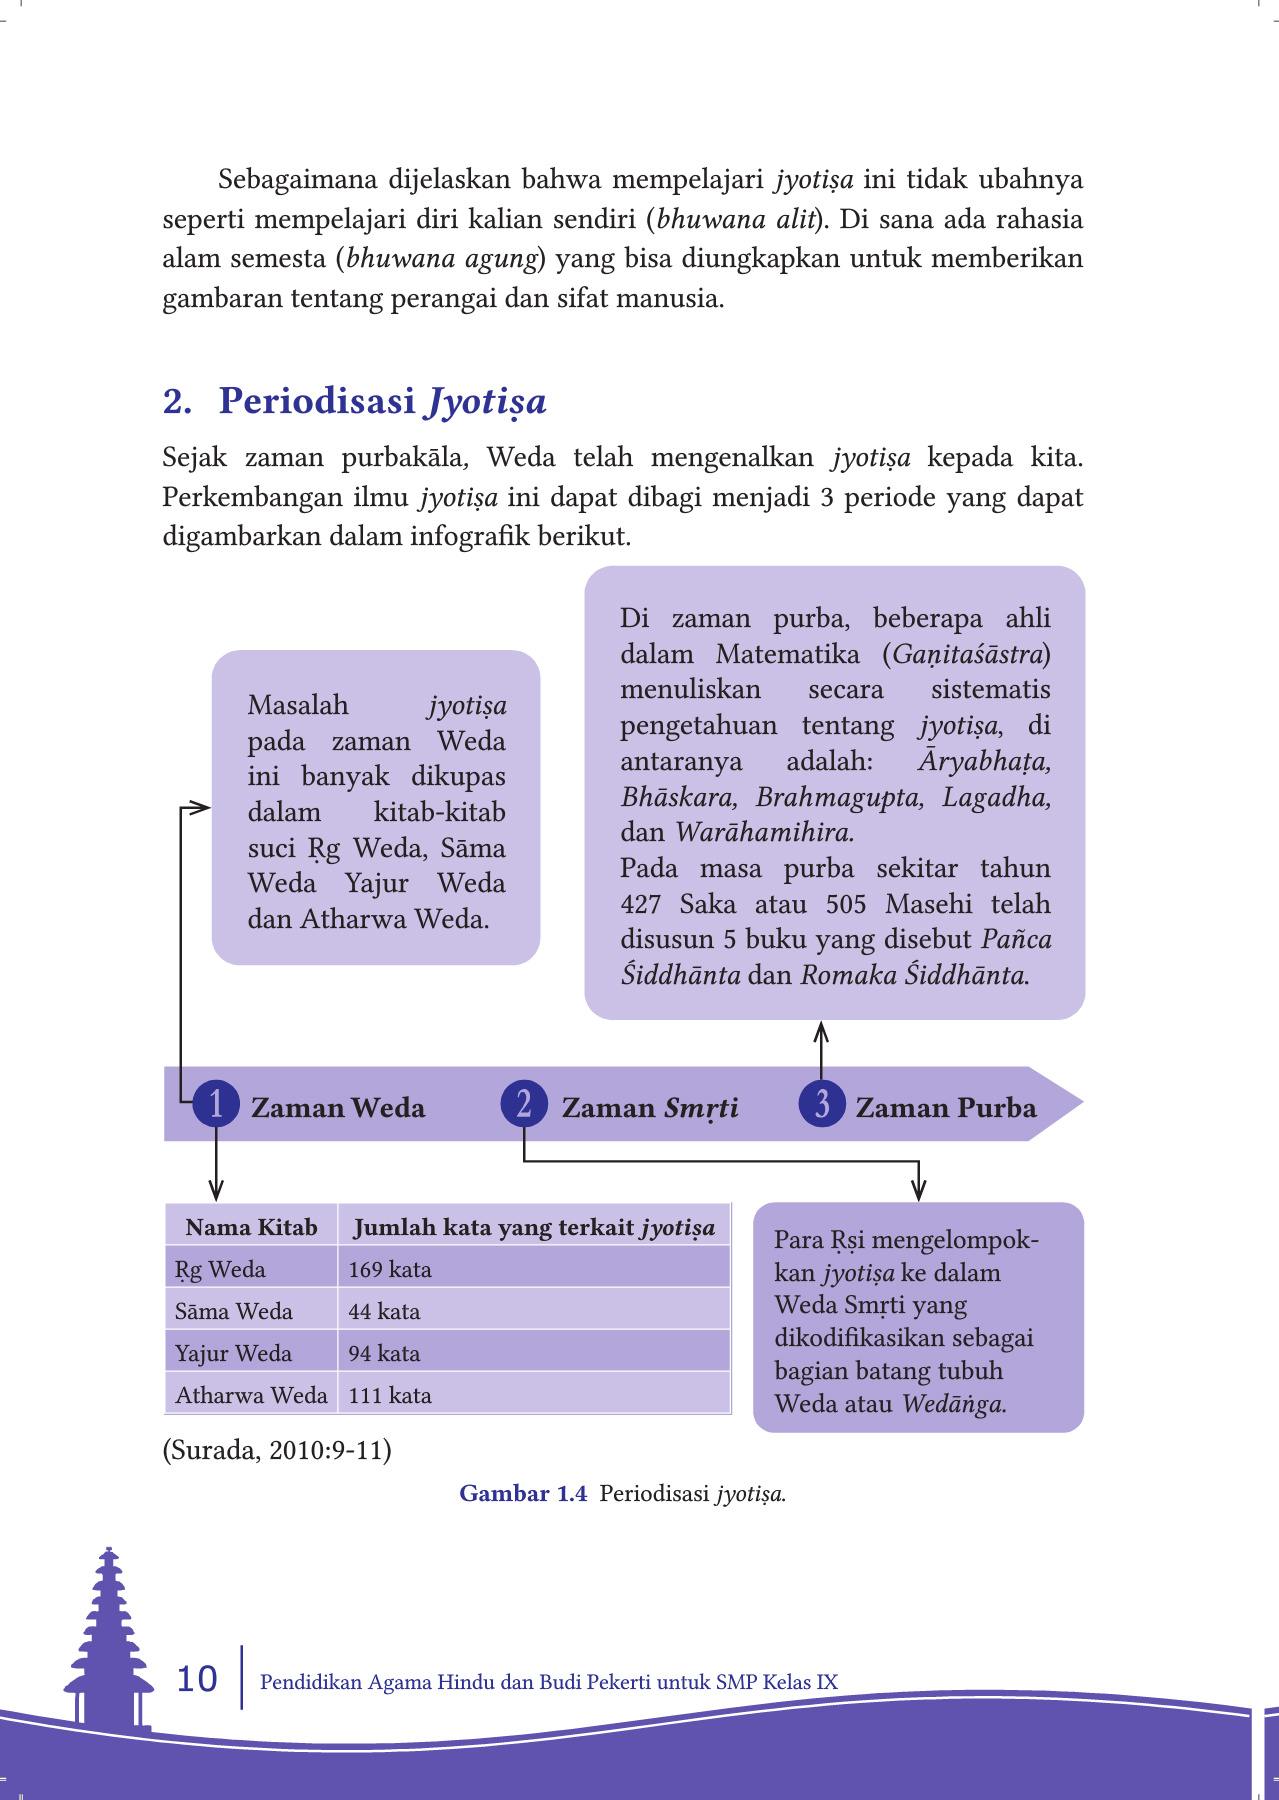 Sebagaimana dijelaskan bahwa mempelajari jyotiṣa ini tidak ubahnya
seperti mempelajari diri kalian sendiri (bhuwana alit). Di sana ada rahasia
alam semesta (bhuwana agung) yang bisa diungkapkan untuk memberikan
gambaran tentang perangai dan sifat manusia.
2. Periodisasi Jyotiṣa
Sejak zaman purbakāla, Weda telah mengenalkan jyotiṣa kepada kita.
Perkembangan ilmu jyotiṣa ini dapat dibagi menjadi 3 periode yang dapat
digambarkan dalam infografik berikut.
Masalah jyotiṣa
pada zaman Weda
ini banyak dikupas
dalam kitab-kitab
suci Ṛg Weda, Sāma
Weda Yajur Weda
dan Atharwa Weda.
Di zaman purba, beberapa ahli
dalam Matematika (Gaṇitaśāstra)
menuliskan secara sistematis
pengetahuan tentang jyotiṣa, di
antaranya adalah: Āryabhaṭa,
Bhāskara, Brahmagupta, Lagadha,
dan Warāhamihira.
Pada masa purba sekitar tahun
427 Saka atau 505 Masehi telah
disusun 5 buku yang disebut Pañca
Śiddhānta dan Romaka Śiddhānta.
1 Zaman Weda 2 Zaman Smṛti 3 Zaman Purba
Nama Kitab Jumlah kata yang terkait jyotiṣa
Ṛg Weda 169 kata
Sāma Weda 44 kata
Yajur Weda 94 kata
Atharwa Weda 111 kata
Para Ṛṣi mengelompok-
kan jyotiṣa ke dalam
Weda Smṛti yang
dikodifikasikan sebagai
bagian batang tubuh
Weda atau Wedāṅga.
(Surada, 2010:9-11)
Gambar 1.4 Periodisasi jyotiṣa.
10 Pendidikan Agama Hindu dan Budi Pekerti untuk SMP Kelas IX